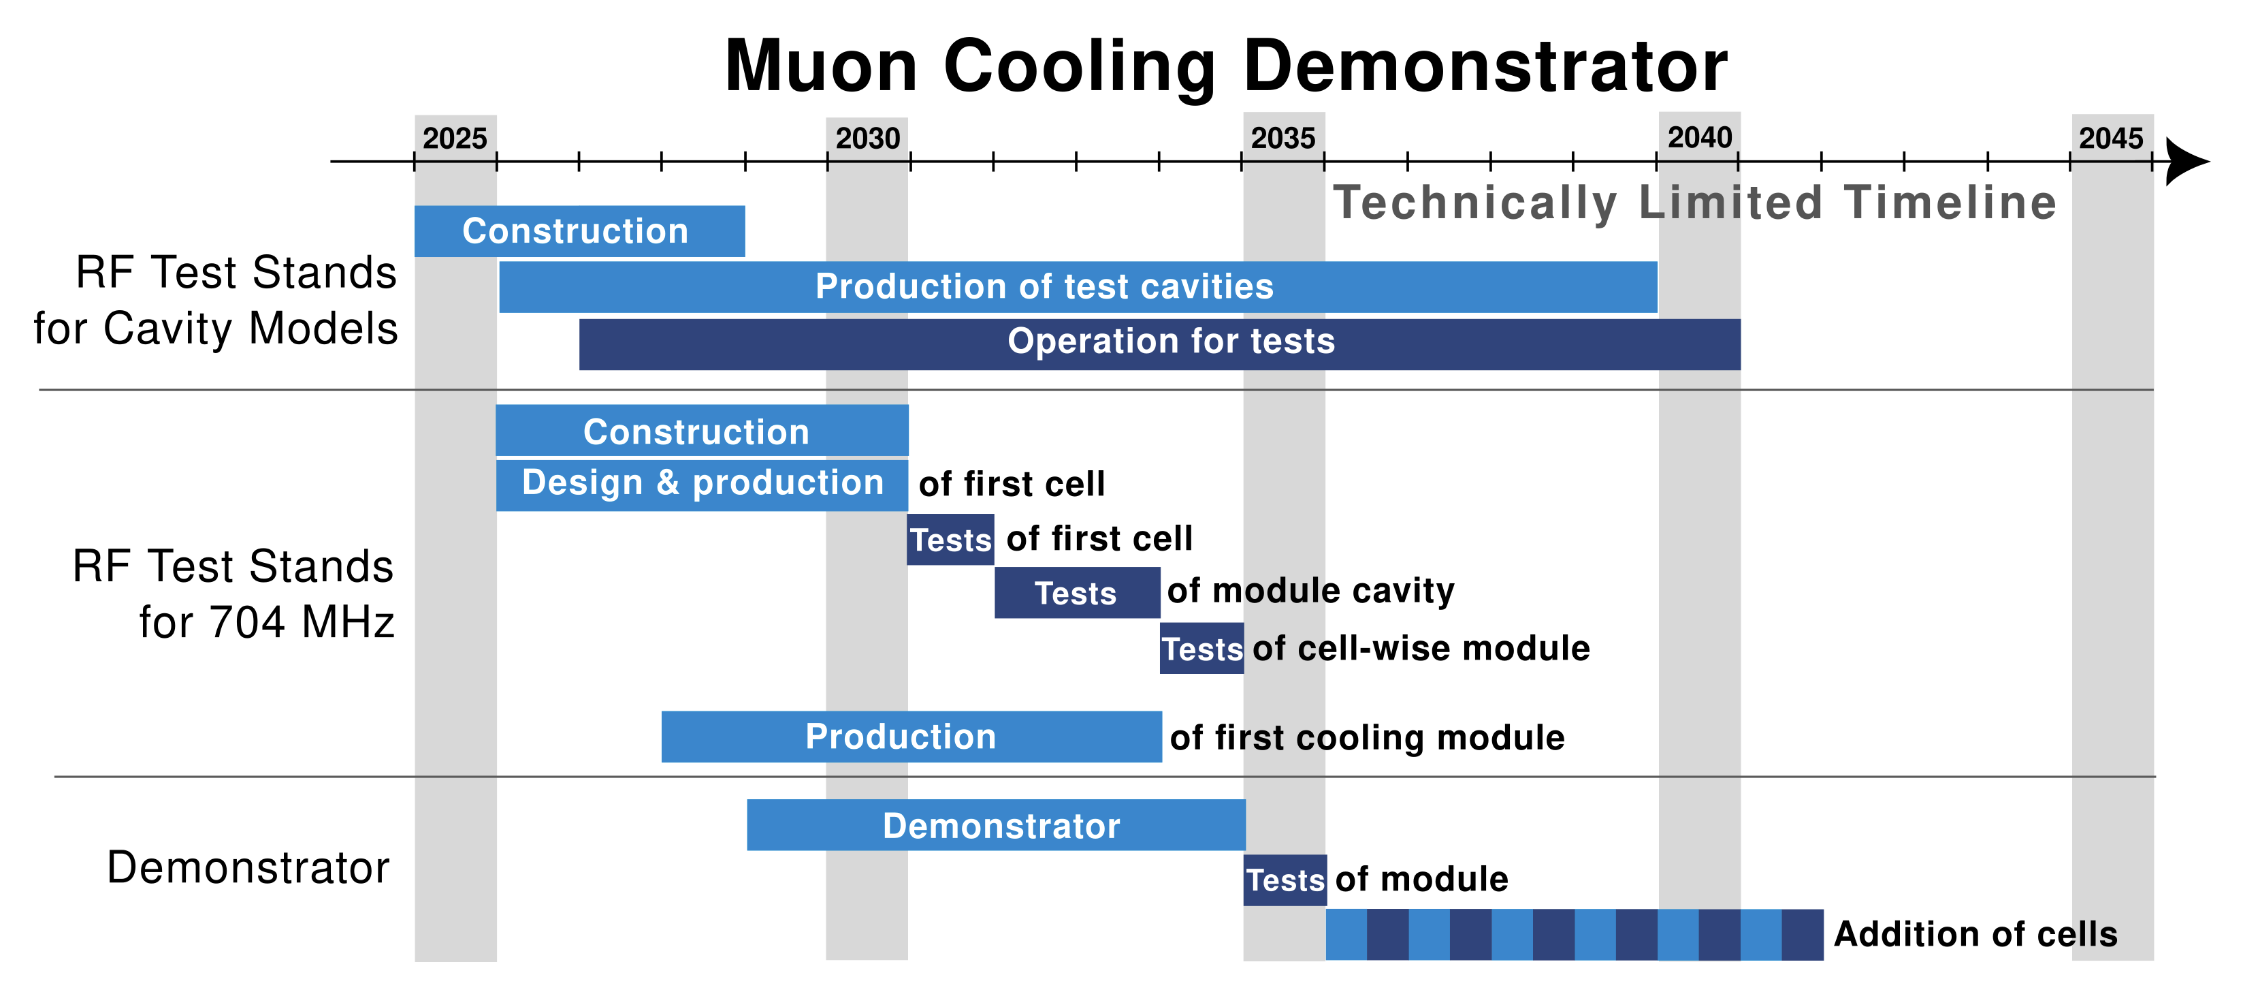 Muon Cooling Demonstrator
2025 2030 2035 2040 2045
Technically Limited Timeline
RF Test Stands
for Cavity Models
Construction
Production of test cavities
Operation for tests
RF Test Stands
for 704 MHz
Construction
Design & production of first cell
Tests of first cell
Tests of module cavity
Tests of cell-wise module
Production of first cooling module
Demonstrator
Demonstrator
Tests of module
Addition of cells